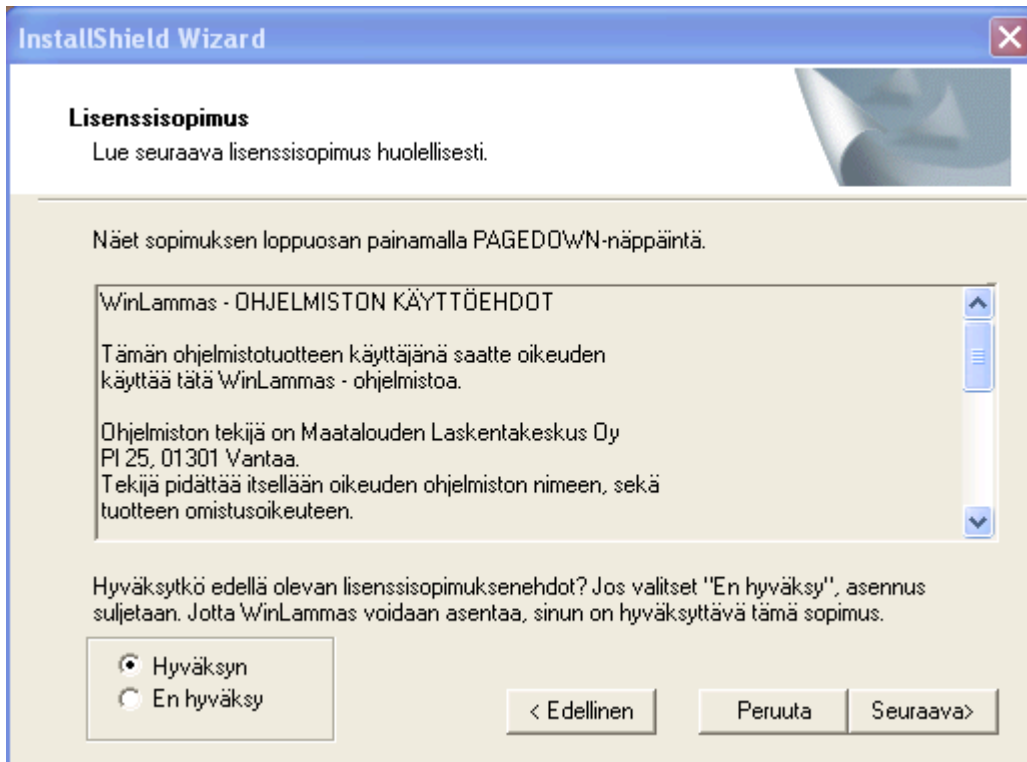 InstallShield Wizard
Lisenssisopimus
Lue seuraava lisenssisopimus huolellisesti.
Näet sopimuksen loppuosan painamalla PAGEDOWN-näppäintä.
WinLammas - OHJELMISTON KÄYTTÖEHDOT
Tämän ohjelmistotuotteen käyttäjänä saatte oikeuden
käyttää tätä WinLammas - ohjelmistoa.
Ohjelmiston tekijä on Maatalouden Laskentakeskus Oy
Pl 25, 01301 Vantaa.
Tekijä pidättää itsellään oikeuden ohjelmiston nimeen, sekä
tuotteen omistusoikeuteen.
Hyväksytkö edellä olevan lisenssisopimuksenehdot? Jos valitset "En hyväksy", asennus
suljetaan. Jotta WinLammas voidaan asentaa, sinun on hyväksyttävä tämä sopimus.
Hyväksyn
En hyväksy
< Edellinen
Peruuta
Seuraava>